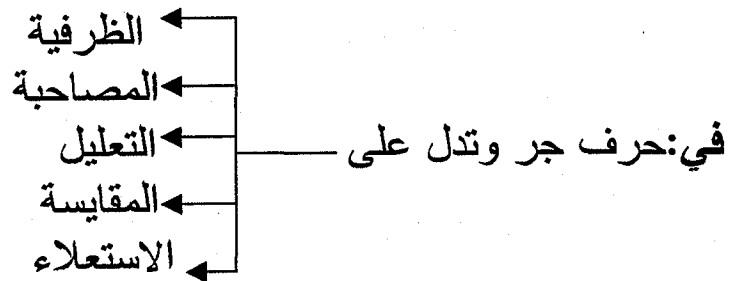 في:حرف جر وتدل على
الظرفية
المصاحبة
التعليل
المقايسة
الاستعلاء